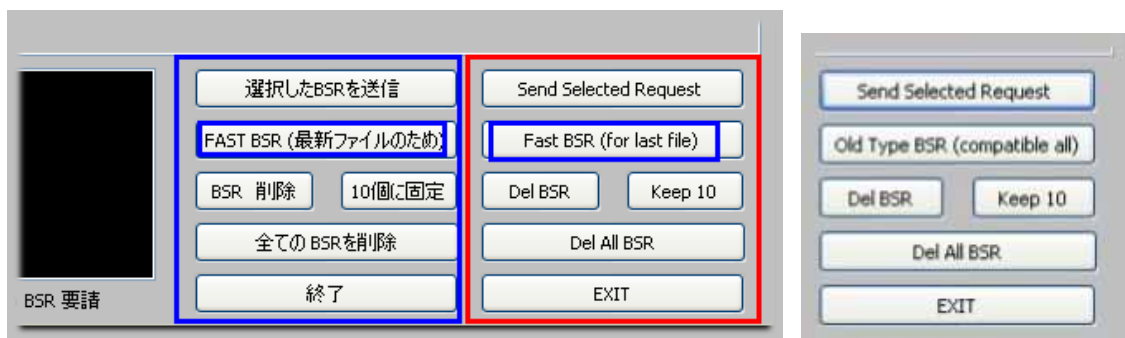 選択したBSRを送信
FAST BSR (最新ファイルのため)
BSR 削除
10個に固定
全ての BSRを削除
終了
BSR 要請
Send Selected Request
Fast BSR (for last file)
Del BSR
Keep 10
Del All BSR
EXIT
Send Selected Request
Old Type BSR (compatible all)
Del BSR
Keep 10
Del All BSR
EXIT